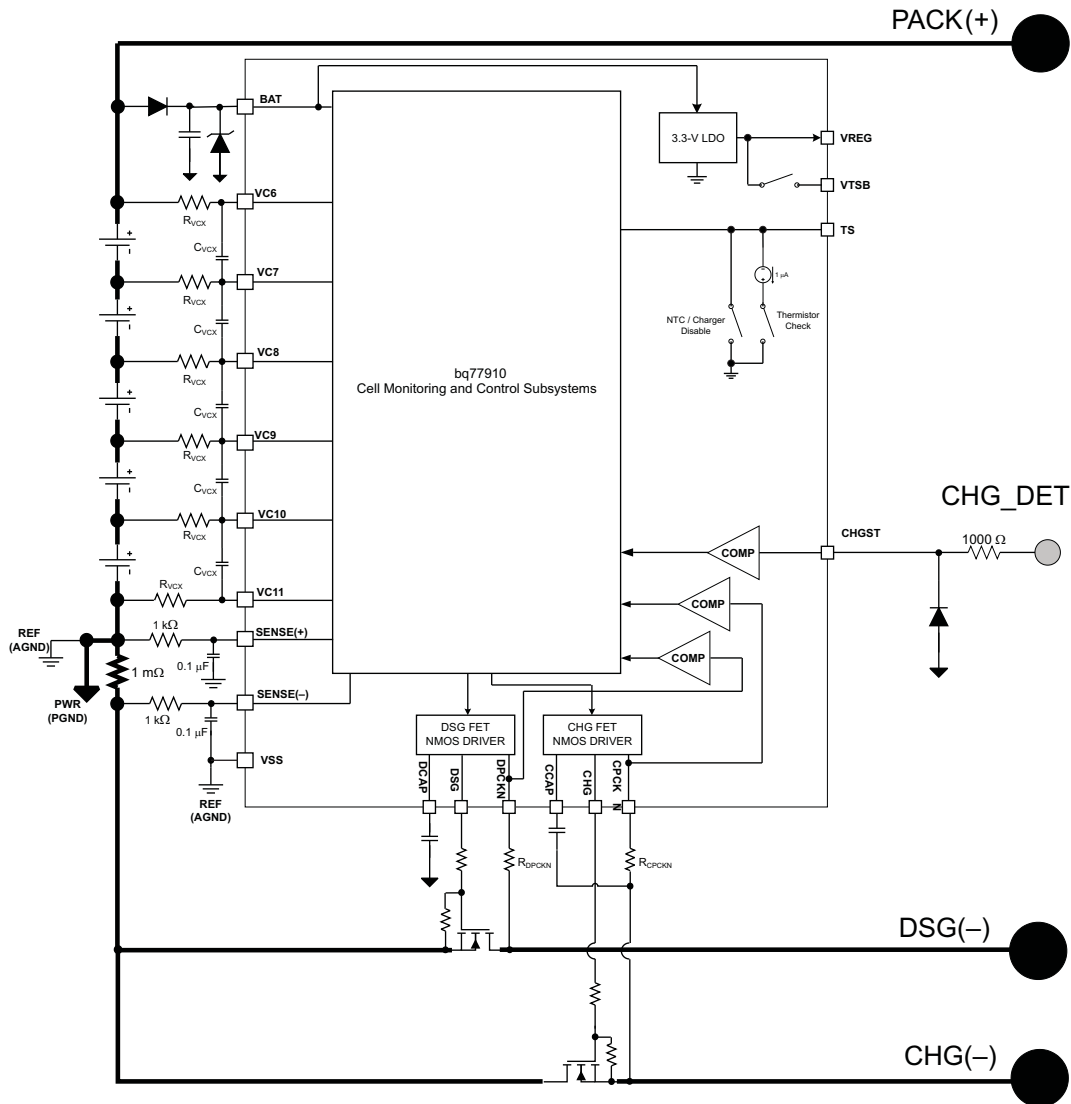 PACK(+)
BAT
3.3-V LDO
VREG
VTSB
VC6
RVCX
TS
+
-
CVCX
VC7
1 µA
RVCX
+
-
CVCX
NTC / Charger
Disable
Thermistor
Check
VC8
RVCX
bq77910
Cell Monitoring and Control Subsystems
+
-
CVCX
VC9
RVCX
+
-
CVCX
CHG_DET
VC10
RVCX
CHGST
1000 Ω
+
-
CVCX
COMP
RVCX
VC11
COMP
REF
(AGND)
1 kΩ
SENSE(+)
0.1 µF
COMP
1 mΩ
PWR
(PGND)
SENSE(–)
1 kΩ
0.1 µF
DSG FET
NMOS DRIVER
CHG FET
NMOS DRIVER
VSS
DCAP
DSG
DPCKN
CCAP
CHG
CPCK
N
REF
(AGND)
RDPCKN
RCPCKN
DSG(–)
CHG(–)